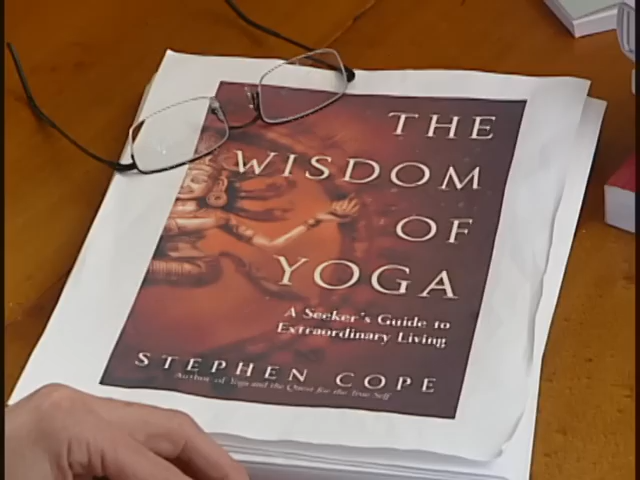 THE
WISDOM
OF
YOGA
A Seeker's Guide to
Extraordinary Living
STEPHEN COPE
Author of Yoga and the Quest for the True Self